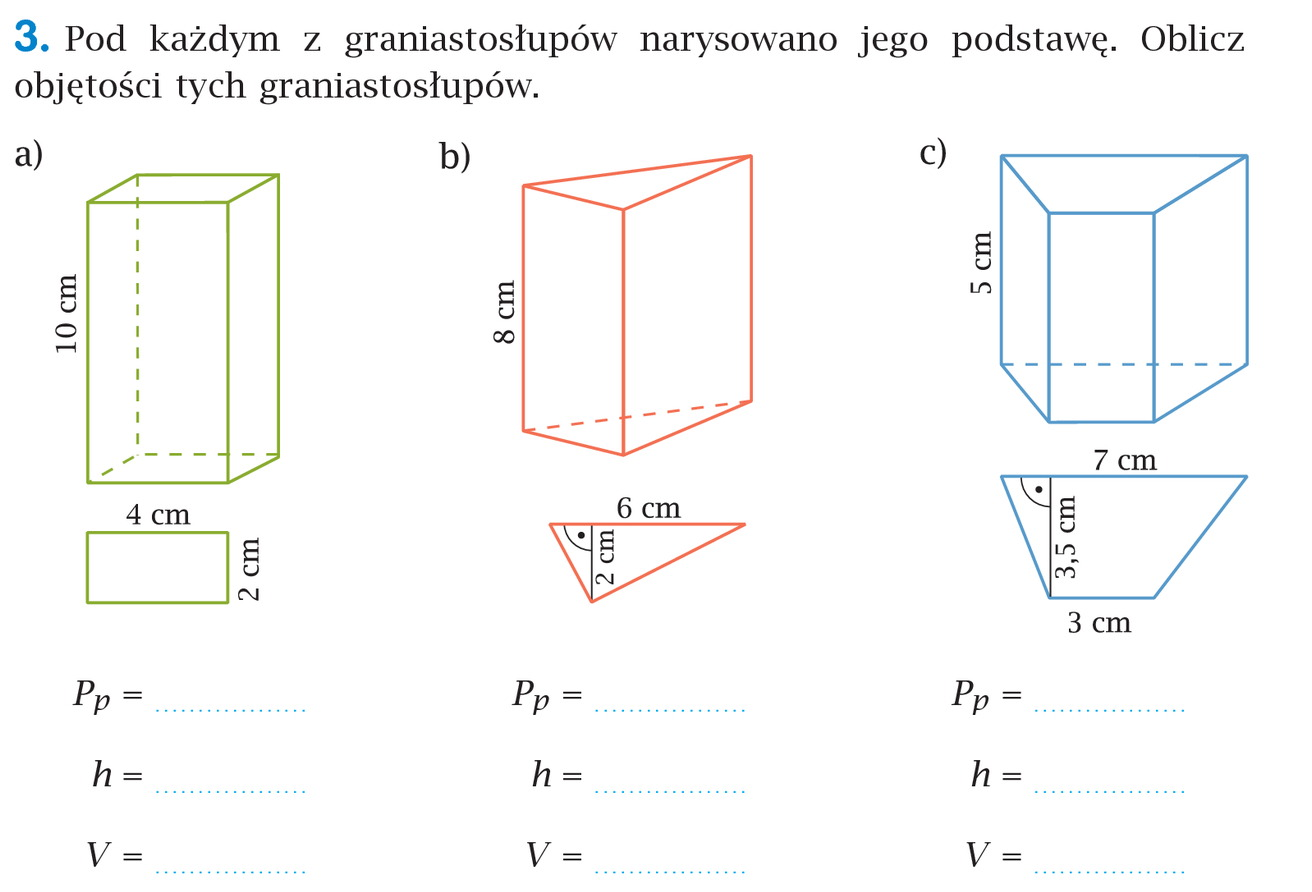 3. Pod każdym z graniastosłupów narysowano jego podstawę. Oblicz
objętości tych graniastosłupów.
a)
b)
c)
10 cm
8 cm
5 cm
4 cm
2 cm
6 cm
2 cm
7 cm
3,5 cm
3 cm
Pp = ..................
Pp = ..................
Pp = ..................
h = ..................
h = ..................
h = ..................
V = ..................
V = ..................
V = ..................